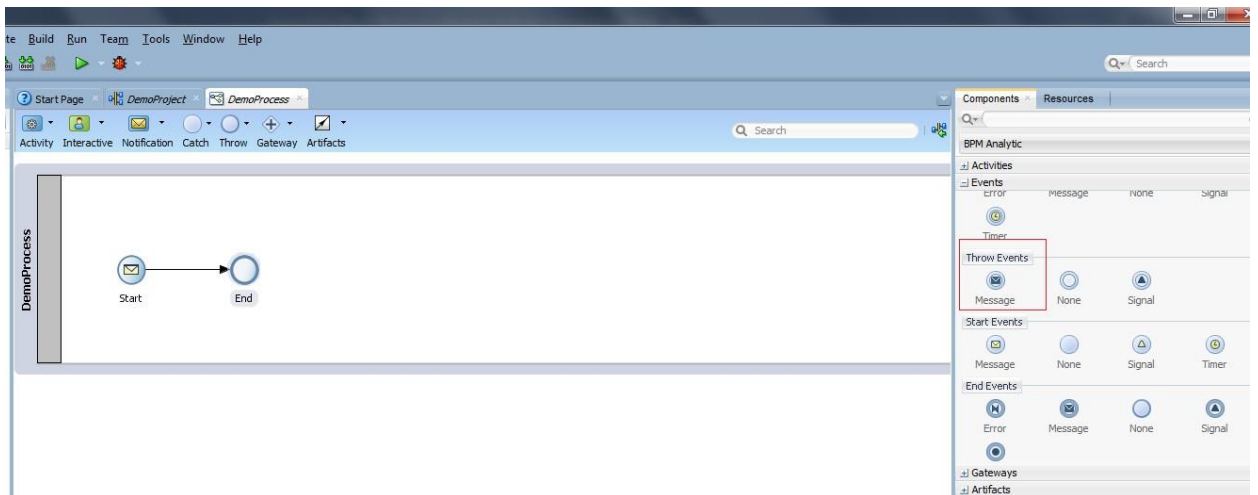 te Build Run Team Tools Window Help
Search
Start Page DemoProject DemoProcess
Activity Interactive Notification Catch Throw Gateway Artifacts
Search
DemoProcess
Start End
Components Resources
BPM Analytic
Activities
Events
Error Message None Signal
Timer
Throw Events
Message None Signal
Start Events
Message None Signal Timer
End Events
Error Message None Signal
Gateways
Artifacts